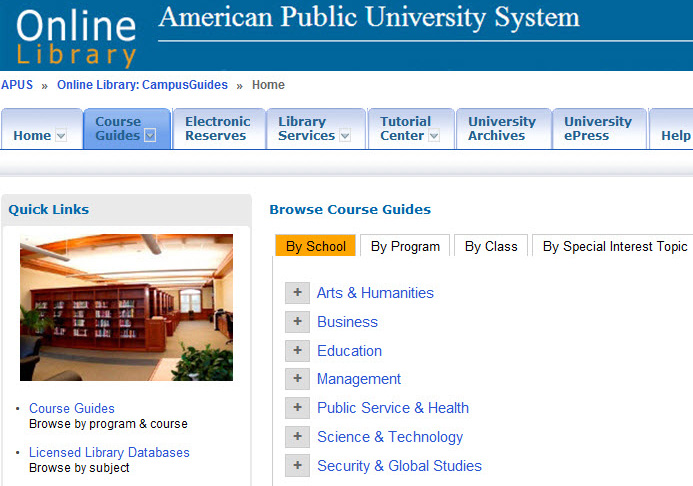 Online
Library
American Public University System
APUS » Online Library: CampusGuides » Home
Home
Course
Guides
Electronic
Reserves
Library
Services
Tutorial
Center
University
Archives
University
ePress
Help
Quick Links
Browse Course Guides
By School
By Program
By Class
By Special Interest Topic
+ Arts & Humanities
+ Business
+ Education
+ Management
+ Public Service & Health
+ Science & Technology
+ Security & Global Studies
• Course Guides
Browse by program & course
• Licensed Library Databases
Browse by subject